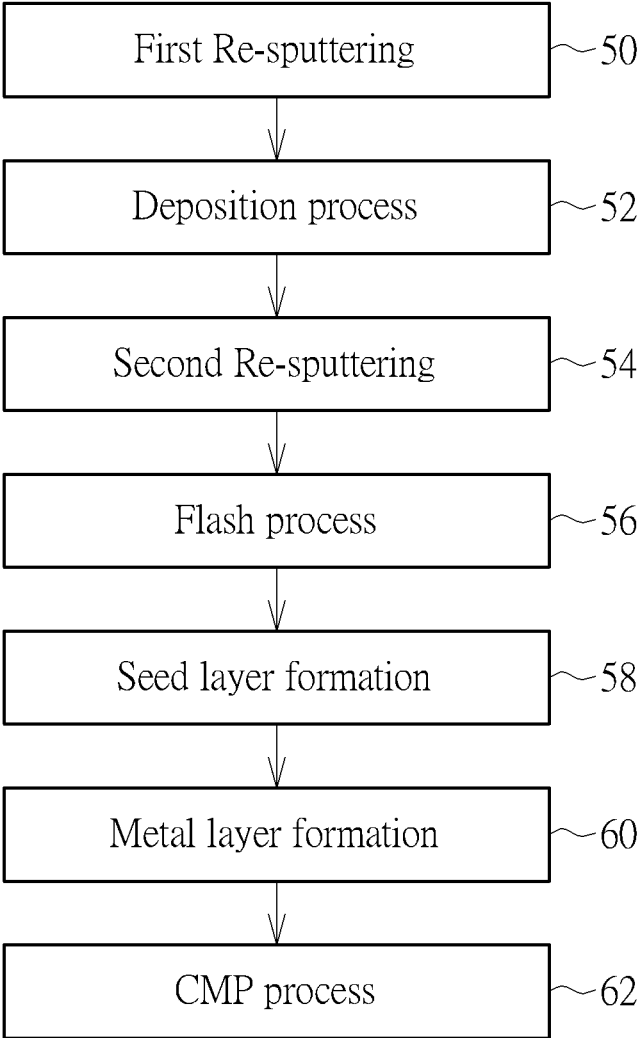 First Re-sputtering 50
Deposition process 52
Second Re-sputtering 54
Flash process 56
Seed layer formation 58
Metal layer formation 60
CMP process 62